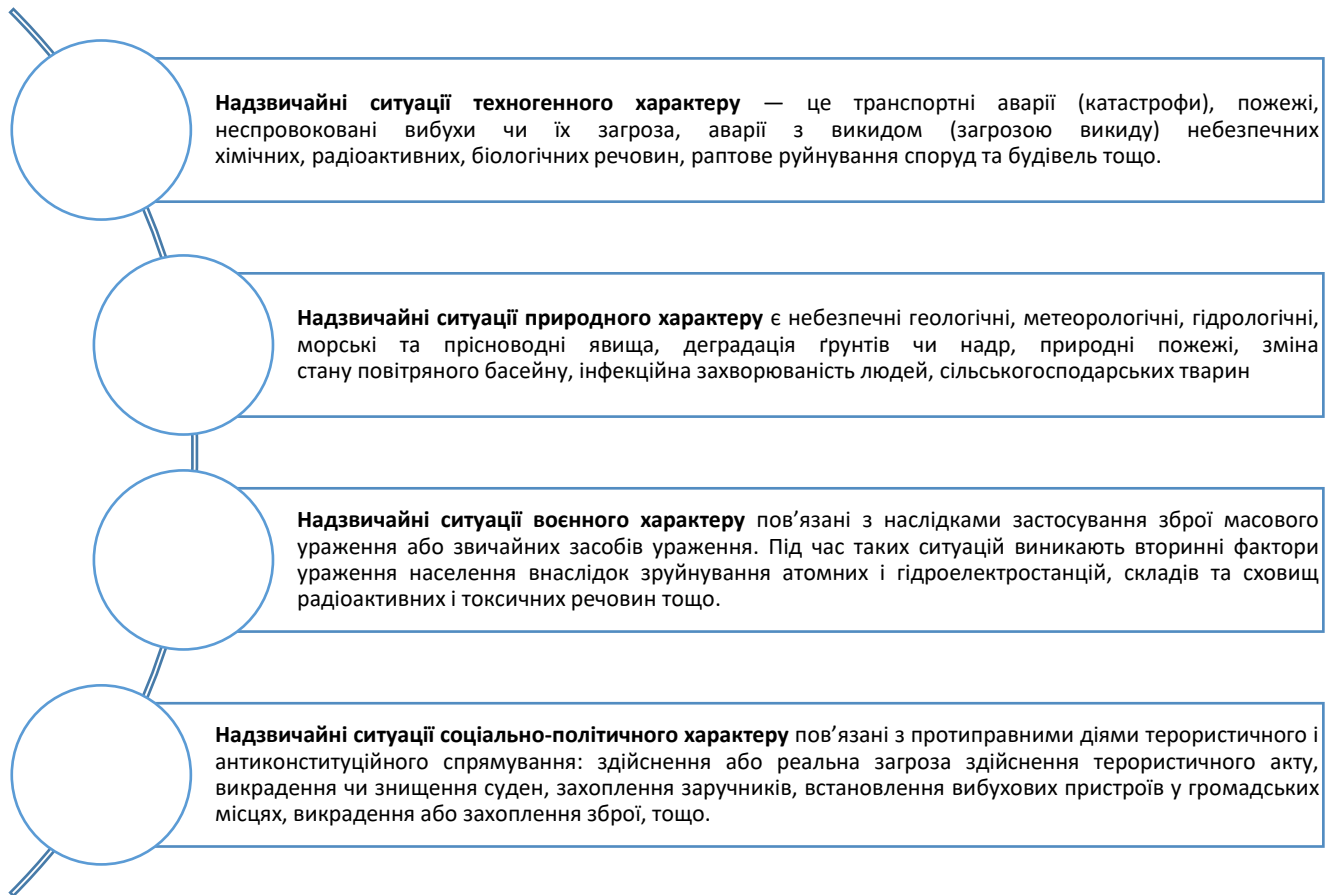 Надзвичайні ситуації техногенного характеру — це транспортні аварії (катастрофи), пожежі,
неспровоковані вибухи чи їх загроза, аварії з викидом (загрозою викиду) небезпечних
хімічних, радіоактивних, біологічних речовин, раптове руйнування споруд та будівель тощо.
Надзвичайні ситуації природного характеру є небезпечні геологічні, метеорологічні, гідрологічні,
морські та прісноводні явища, деградація ґрунтів чи надр, природні пожежі, зміна
стану повітряного басейну, інфекційна захворюваність людей, сільськогосподарських тварин
Надзвичайні ситуації воєнного характеру пов’язані з наслідками застосування зброї масового
ураження або звичайних засобів ураження. Під час таких ситуацій виникають вторинні фактори
ураження населення внаслідок зруйнування атомних і гідроелектростанцій, складів та сховищ
радіоактивних і токсичних речовин тощо.
Надзвичайні ситуації соціально-політичного характеру пов’язані з протиправними діями терористичного і
антиконституційного спрямування: здійснення або реальна загроза здійснення терористичного акту,
викрадення чи знищення суден, захоплення заручників, встановлення вибухових пристроїв у громадських
місцях, викрадення або захоплення зброї, тощо.